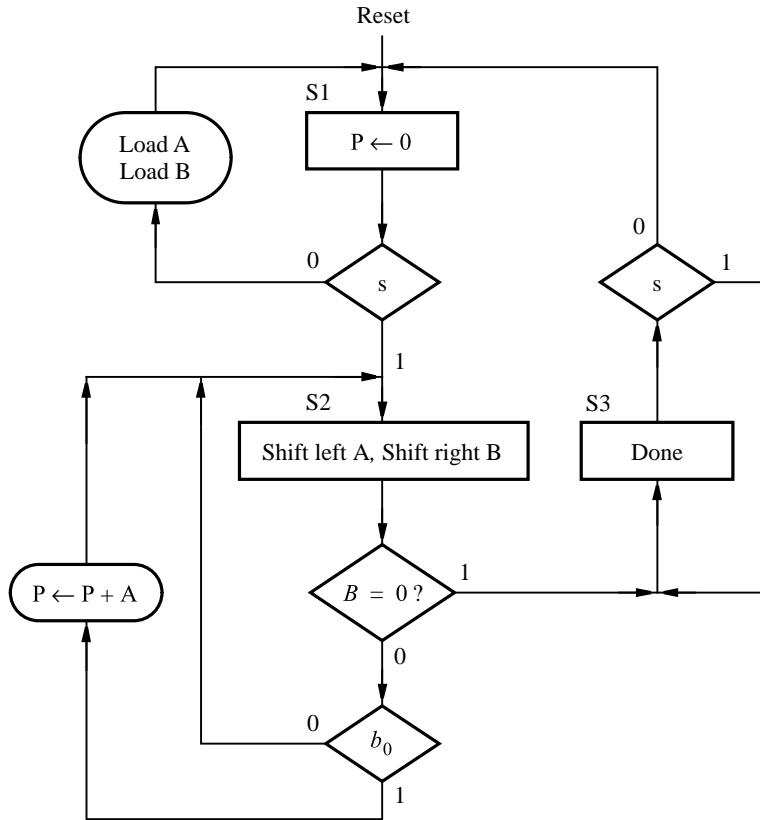 Reset
S1
Load A
Load B
P ← 0
0
s
1
0
s
1
S2
Shift left A, Shift right B
S3
Done
P ← P + A
B = 0 ?
1
0
0
b0
1